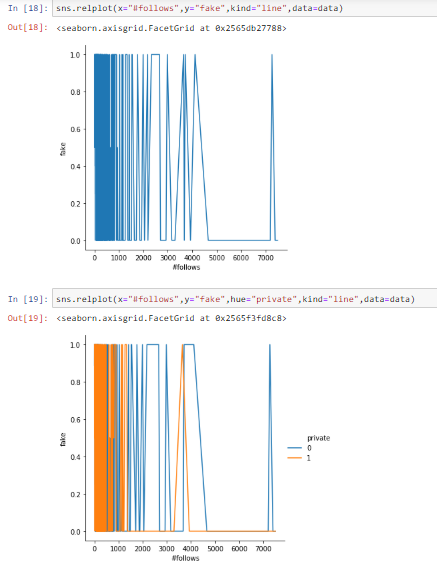 In [18]: sns.relplot(x="#follows",y="fake",kind="line",data=data)
Out[18]: <seaborn.axisgrid.FacetGrid at 0x2565db27788>
1.0
0.8
0.6
0.4
0.2
0.0
fake
0 1000 2000 3000 4000 5000 6000 7000
#follows
In [19]: sns.relplot(x="#follows",y="fake",hue="private",kind="line",data=data)
Out[19]: <seaborn.axisgrid.FacetGrid at 0x2565f3fd8c8>
1.0
0.8
0.6
0.4
0.2
0.0
fake
private
0
1
0 1000 2000 3000 4000 5000 6000 7000
#follows